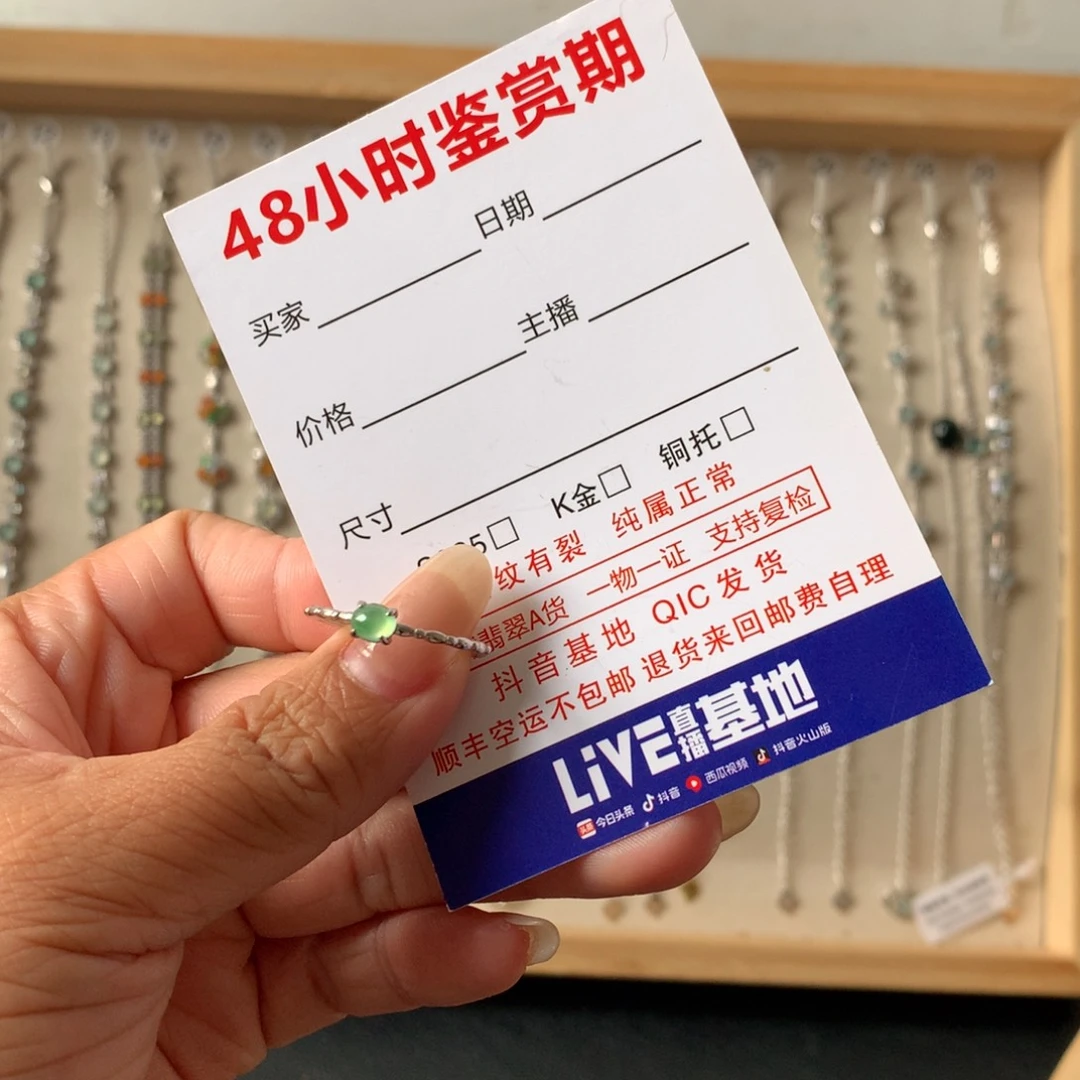 48小时鉴赏期
买家 日期
价格 主播
尺寸
5□ K金□ 铜托□
纹有裂 纯属正常
翡翠A货 一物一证 支持复检
抖音基地 QIC发货
顺丰空运不包邮 退货来回邮费自理
LiVE直播基地
头条 今日头条 抖音 西瓜视频 抖音火山版